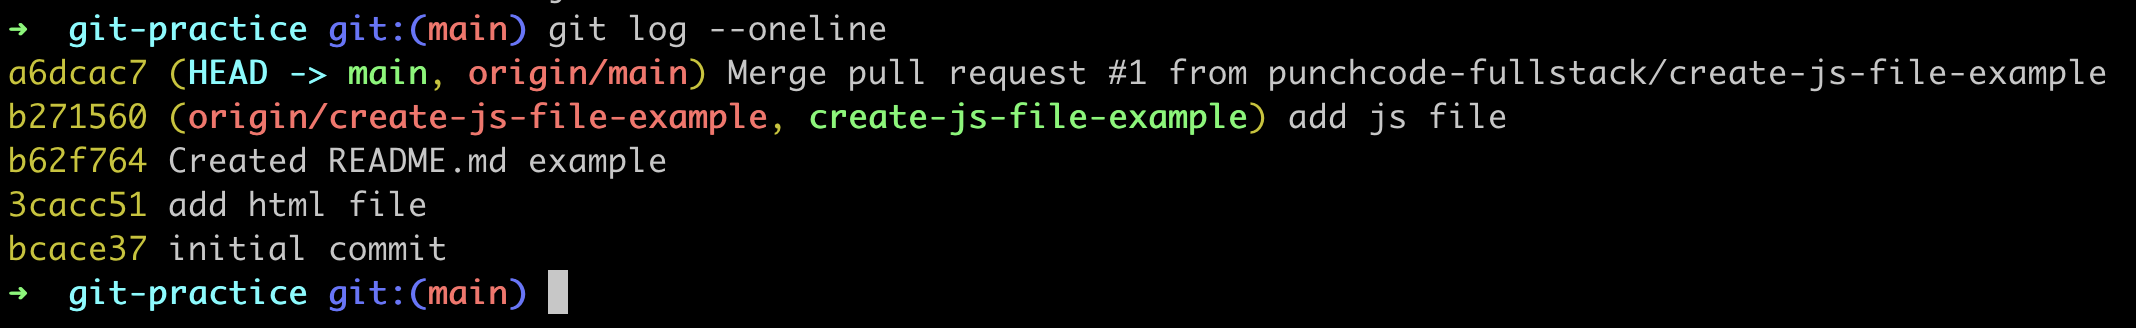 ➜  git-practice git:(main) git log --oneline
a6dcac7 (HEAD -> main, origin/main) Merge pull request #1 from punchcode-fullstack/create-js-file-example
b271560 (origin/create-js-file-example, create-js-file-example) add js file
b62f764 Created README.md example
3cacc51 add html file
bcace37 initial commit
➜  git-practice git:(main)